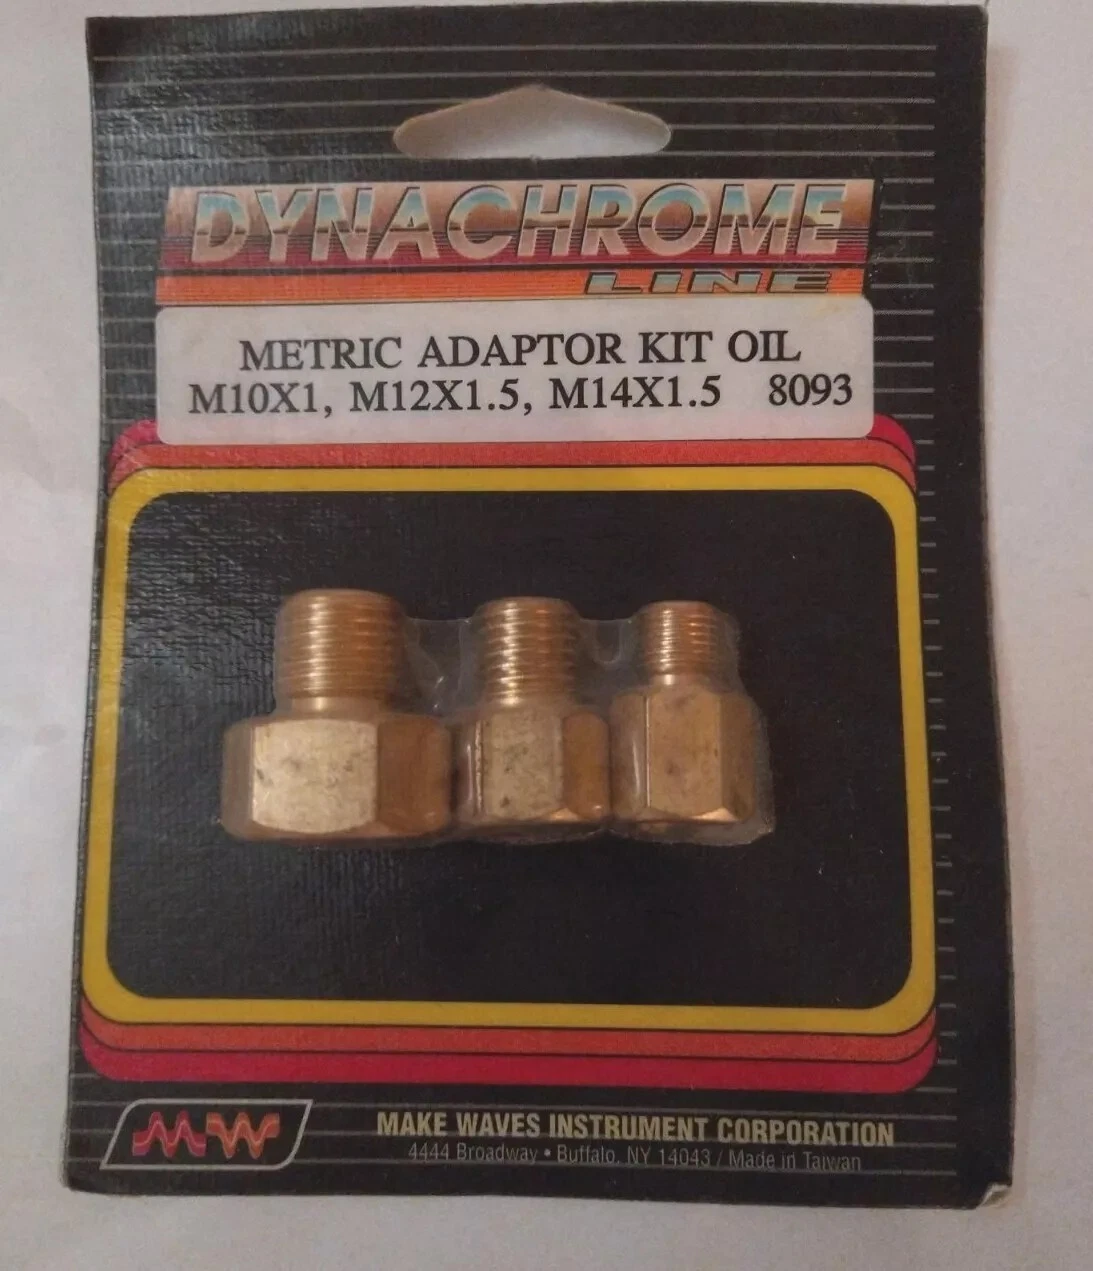 DYNACHROME
LINE
METRIC ADAPTOR KIT OIL
M10X1, M12X1.5, M14X1.5 8093
MW
MAKE WAVES INSTRUMENT CORPORATION
4444 Broadway • Buffalo, NY 14043 / Made in Taiwan